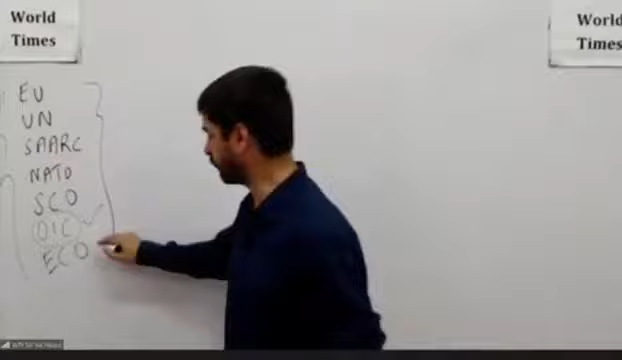 World
Times
World
Times
EU
UN
SAARC
NATO
SCO
OIC
ECO